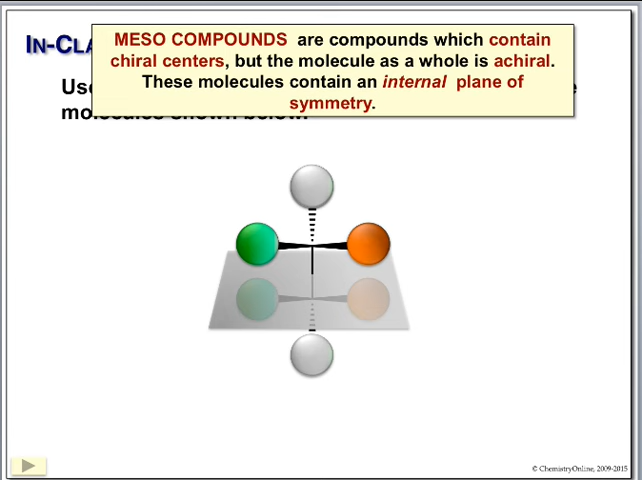 IN-CLA
MESO COMPOUNDS are compounds which contain
chiral centers, but the molecule as a whole is achiral.
These molecules contain an internal plane of
symmetry.
Use
molecules shown below.
© ChemistryOnline, 2009-2015